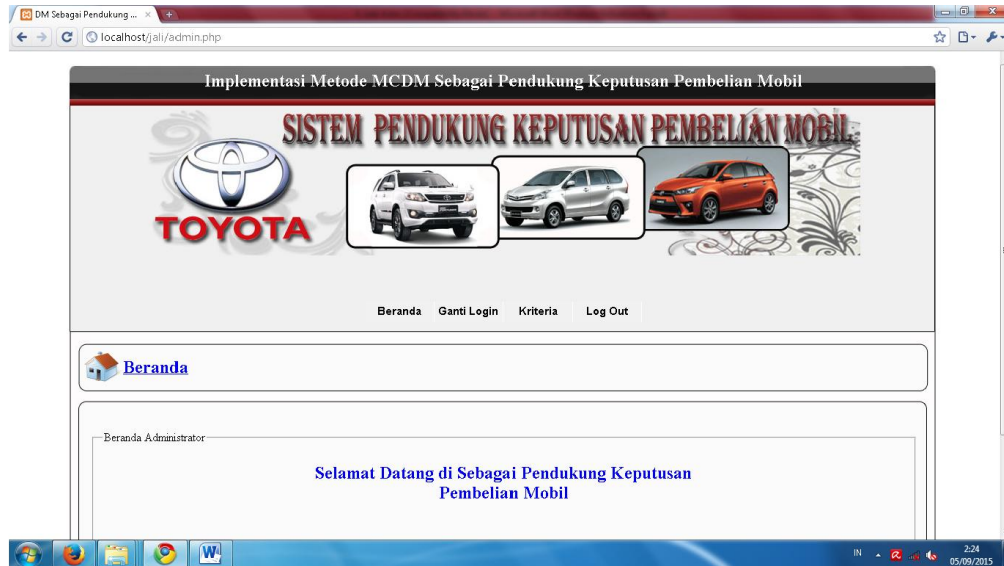 DM Sebagai Pendukung ...
localhost/jali/admin.php
Implementasi Metode MCDM Sebagai Pendukung Keputusan Pembelian Mobil
SISTEM PENDUKUNG KEPUTUSAN PEMBELIAN MOBIL
TOYOTA
Beranda Ganti Login Kriteria Log Out
Beranda
Beranda Administrator
Selamat Datang di Sebagai Pendukung Keputusan
Pembelian Mobil
IN 2:24
05/09/2015